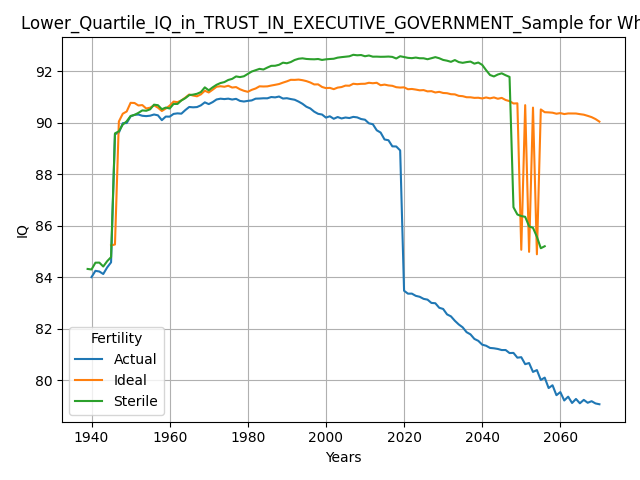 Lower_Quartile_IQ_in_TRUST_IN_EXECUTIVE_GOVERNMENT_Sample for Wh
92
90
88
86
84
82
80
IQ
Fertility
Actual
Ideal
Sterile
1940 1960 1980 2000 2020 2040 2060
Years